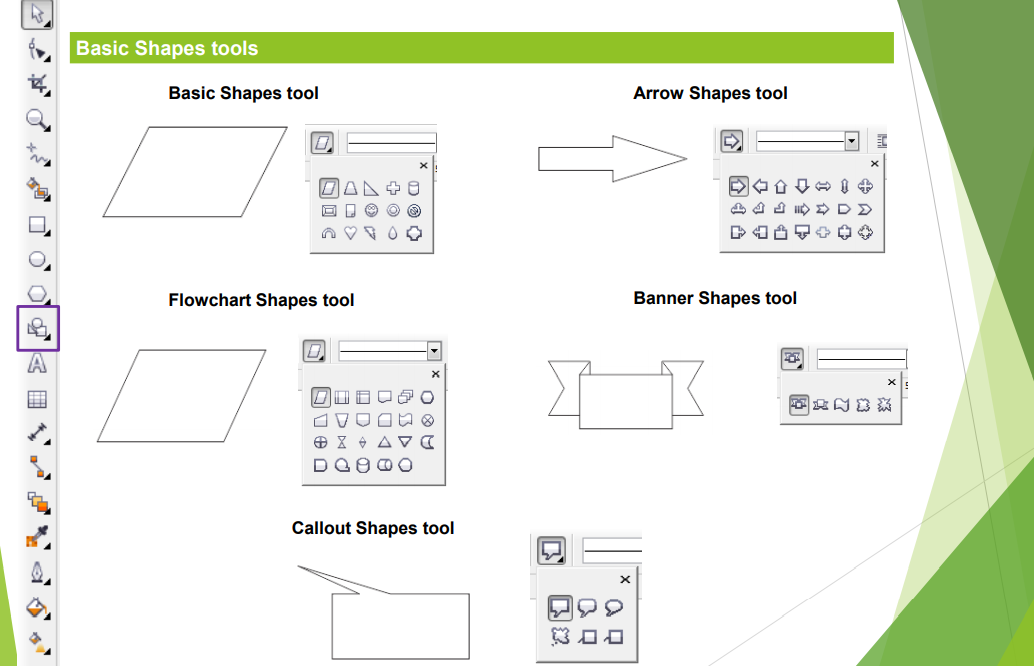 Basic Shapes tools
Basic Shapes tool
Arrow Shapes tool
Flowchart Shapes tool
Banner Shapes tool
Callout Shapes tool